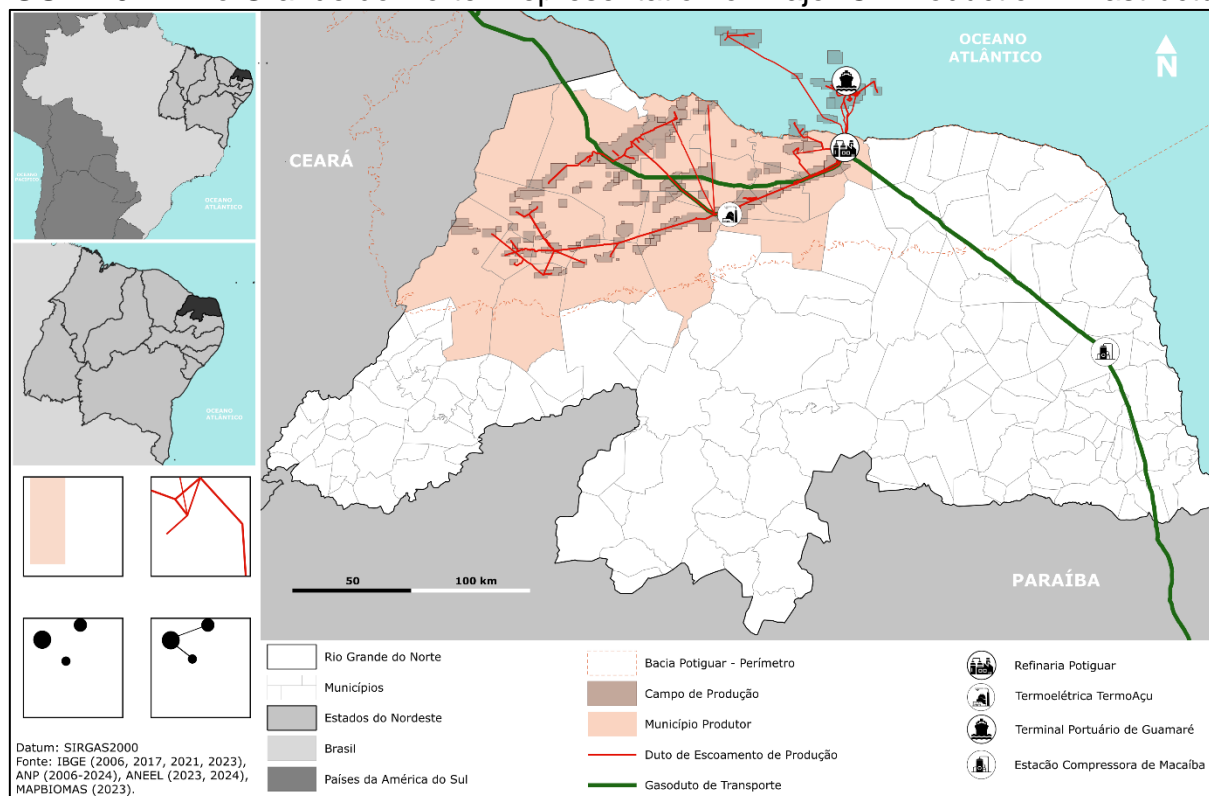 OCEANO
PACÍFICO
OCEANO
ATLÂNTICO
OCEANO
ATLÂNTICO
OCEANO
ATLÂNTICO
N
CEARÁ
PARAÍBA
50
100 km
Datum: SIRGAS2000
Fonte: IBGE (2006, 2017, 2021, 2023),
ANP (2006-2024), ANEEL (2023, 2024),
MAPBIOMAS (2023).
Rio Grande do Norte
Municípios
Estados do Nordeste
Brasil
Países da América do Sul
Bacia Potiguar - Perímetro
Campo de Produção
Município Produtor
Duto de Escoamento de Produção
Gasoduto de Transporte
Refinaria Potiguar
Termoelétrica TermoAçu
Terminal Portuário de Guamaré
Estacão Compressora de Macaíba